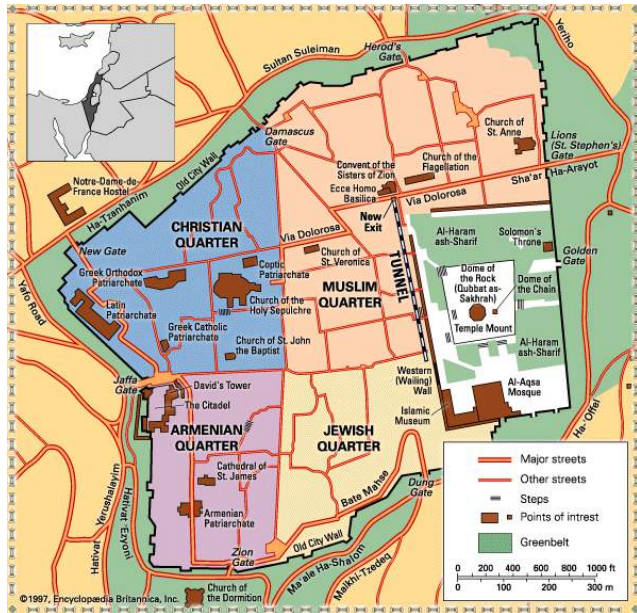 Sultan Suleiman
Herod's
Gate
Yeriho
Damascus
Gate
Church of
St. Anne
Lions
(St. Stephen's)
Gate
Old City Wall
Convent of the
Sisters of Zion
Church of the
Flagellation
Ecce Homo
Basilica
Sha'ar Ha-Arayot
Notre-Dame-de-
France Hostel
Ha-Tzanhanim
New
Exit
Via Dolorosa
CHRISTIAN
QUARTER
Via Dolorosa
Al-Haram
ash-Sharif
Solomon's
Throne
New Gate
Coptic
Patriarchate
Church of
St. Veronica
TUNNEL
Golden
Gate
Greek Orthodox
Patriarchate
MUSLIM
QUARTER
Dome of
the Rock
(Qubbat as-
Sakhrah)
Dome of
the Chain
Yafo Road
Latin
Patriarchate
Church of the
Holy Sepulchre
Temple Mount
Greek Catholic
Patriarchate
Church of St. John
the Baptist
Al-Haram
ash-Sharif
Jaffa
Gate
David's Tower
Western
(Wailing)
Wall
Al-Aqsa
Mosque
The Citadel
Islamic
Museum
Ha-Ofel
ARMENIAN
QUARTER
JEWISH
QUARTER
Cathedral of
St. James
Bate Mahse
Dung
Gate
Armenian
Patriarchate
Hativat Yerushalayim
Hativat Ezyoni
Old City Wall
Zion
Gate
Ma'ale Ha-Shalom
Malkhi-Tzedeq
Church of
the Dormition
©1997, Encyclopædia Britannica, Inc.
Major streets
Other streets
Steps
Points of intrest
Greenbelt
0 200 400 600 800 1000 ft
0 100 200 300 m